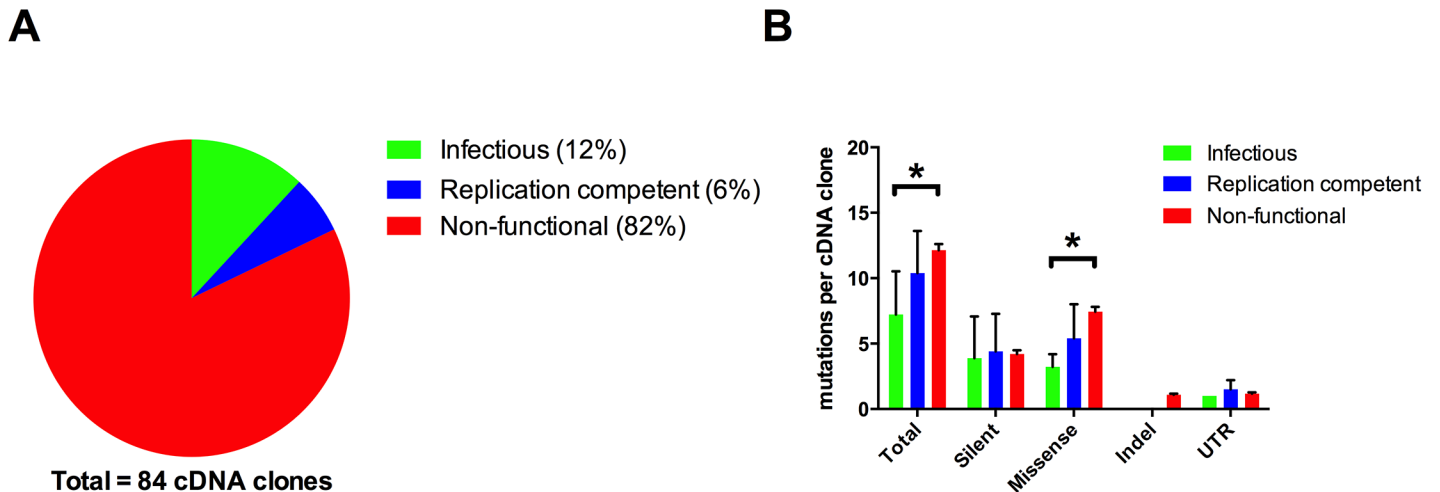 A
Infectious (12%)
Replication competent (6%)
Non-functional (82%)
Total = 84 cDNA clones
B
mutations per cDNA clone
20
15
10
5
0
*
*
Infectious
Replication competent
Non-functional
Total
Silent
Missense
Indel
UTR